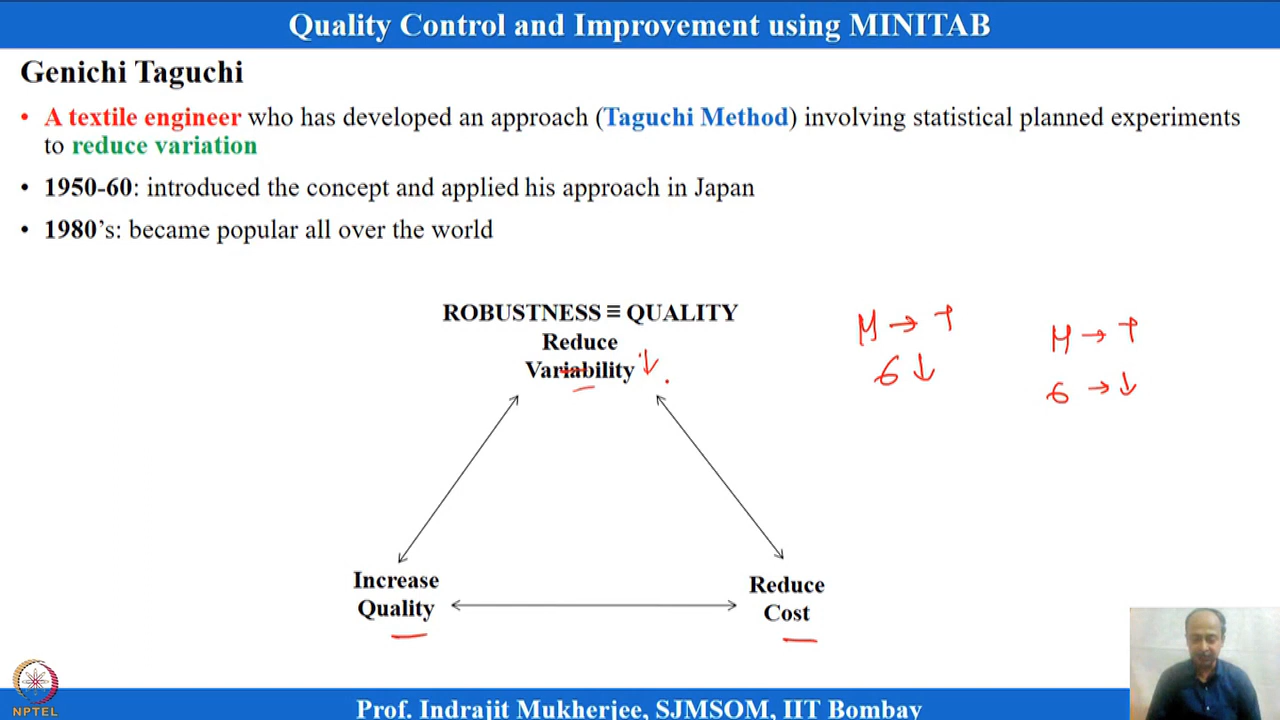 Quality Control and Improvement using MINITAB
Genichi Taguchi
• A textile engineer who has developed an approach (Taguchi Method) involving statistical planned experiments
to reduce variation
• 1950-60: introduced the concept and applied his approach in Japan
• 1980’s: became popular all over the world
ROBUSTNESS ≡ QUALITY
Reduce
Variability ↓
M → T
σ ↓
M → T
σ → ↓
Increase
Quality
Reduce
Cost
NPTEL
Prof. Indrajit Mukherjee, SJMSOM, IIT Bombay